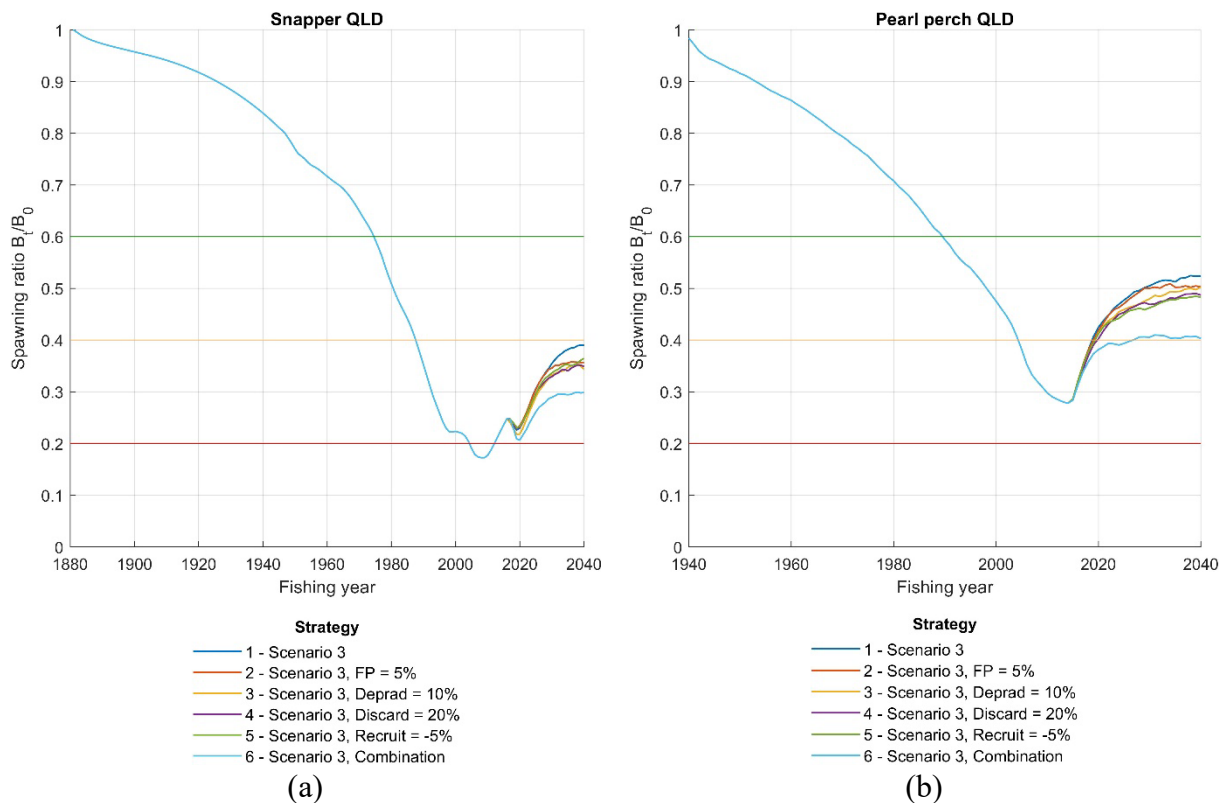 Snapper QLD
1
0.9
0.8
0.7
0.6
0.5
0.4
0.3
0.2
0.1
0
Spawning ratio B_t/B_0
1880 1900 1920 1940 1960 1980 2000 2020 2040
Fishing year
Strategy
1 - Scenario 3
2 - Scenario 3, FP = 5%
3 - Scenario 3, Deprad = 10%
4 - Scenario 3, Discard = 20%
5 - Scenario 3, Recruit = -5%
6 - Scenario 3, Combination
(a)
Pearl perch QLD
1
0.9
0.8
0.7
0.6
0.5
0.4
0.3
0.2
0.1
0
Spawning ratio B_t/B_0
1940 1960 1980 2000 2020 2040
Fishing year
Strategy
1 - Scenario 3
2 - Scenario 3, FP = 5%
3 - Scenario 3, Deprad = 10%
4 - Scenario 3, Discard = 20%
5 - Scenario 3, Recruit = -5%
6 - Scenario 3, Combination
(b)